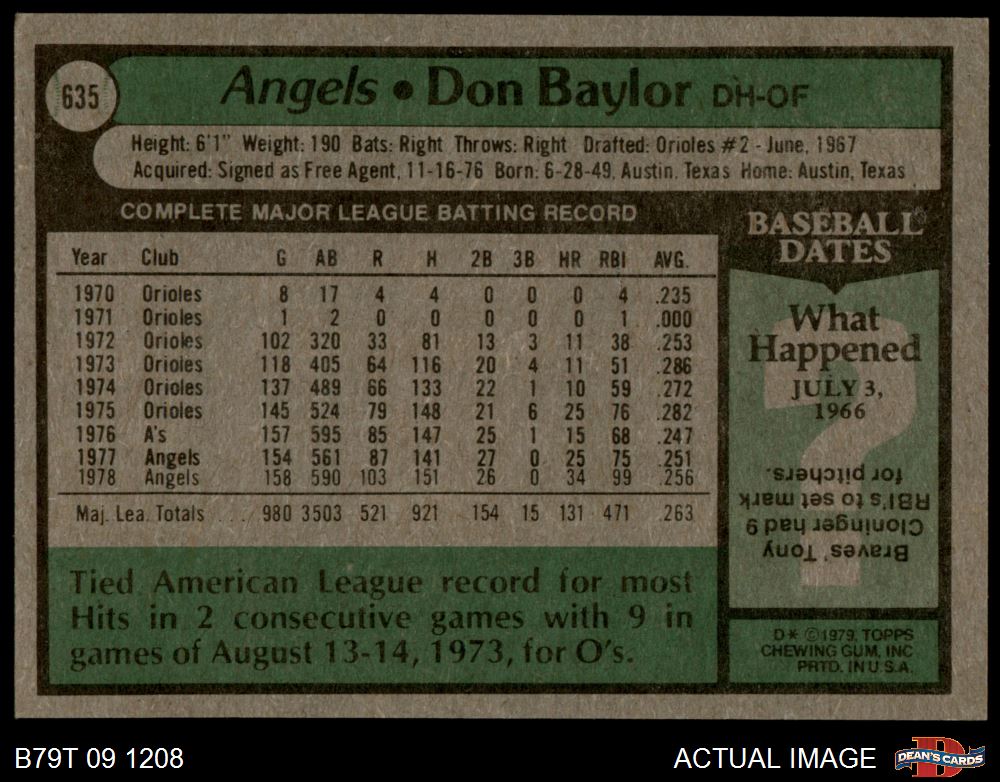 635
Angels • Don Baylor DH-OF
Height: 6'1" Weight: 190 Bats: Right Throws: Right Drafted: Orioles #2 - June, 1967
Acquired: Signed as Free Agent, 11-16-76 Born: 6-28-49, Austin, Texas Home: Austin, Texas
COMPLETE MAJOR LEAGUE BATTING RECORD
Year Club G AB R H 2B 3B HR RBI AVG.
1970 Orioles 8 17 4 4 0 0 0 4 .235
1971 Orioles 1 2 0 0 0 0 0 1 .000
1972 Orioles 102 320 33 81 13 3 11 38 .253
1973 Orioles 118 405 64 116 20 4 11 51 .286
1974 Orioles 137 489 66 133 22 1 10 59 .272
1975 Orioles 145 524 79 148 21 6 25 76 .282
1976 A's 157 595 85 147 25 1 15 68 .247
1977 Angels 154 561 87 141 27 0 25 75 .251
1978 Angels 158 590 103 151 26 0 34 99 .256
Maj. Lea. Totals .... 980 3503 521 921 154 15 131 471 .263
Tied American League record for most
Hits in 2 consecutive games with 9 in
games of August 13-14, 1973, for O's.
BASEBALL
DATES
What
Happened
JULY 3,
1966
Braves' Tony
Cloninger had 9
RBI's to set mark
for pitchers.
D* ©1979, TOPPS
CHEWING GUM, INC
PRTD. IN U.S.A.
B79T 09 1208
ACTUAL IMAGE
DEAN'S CARDS